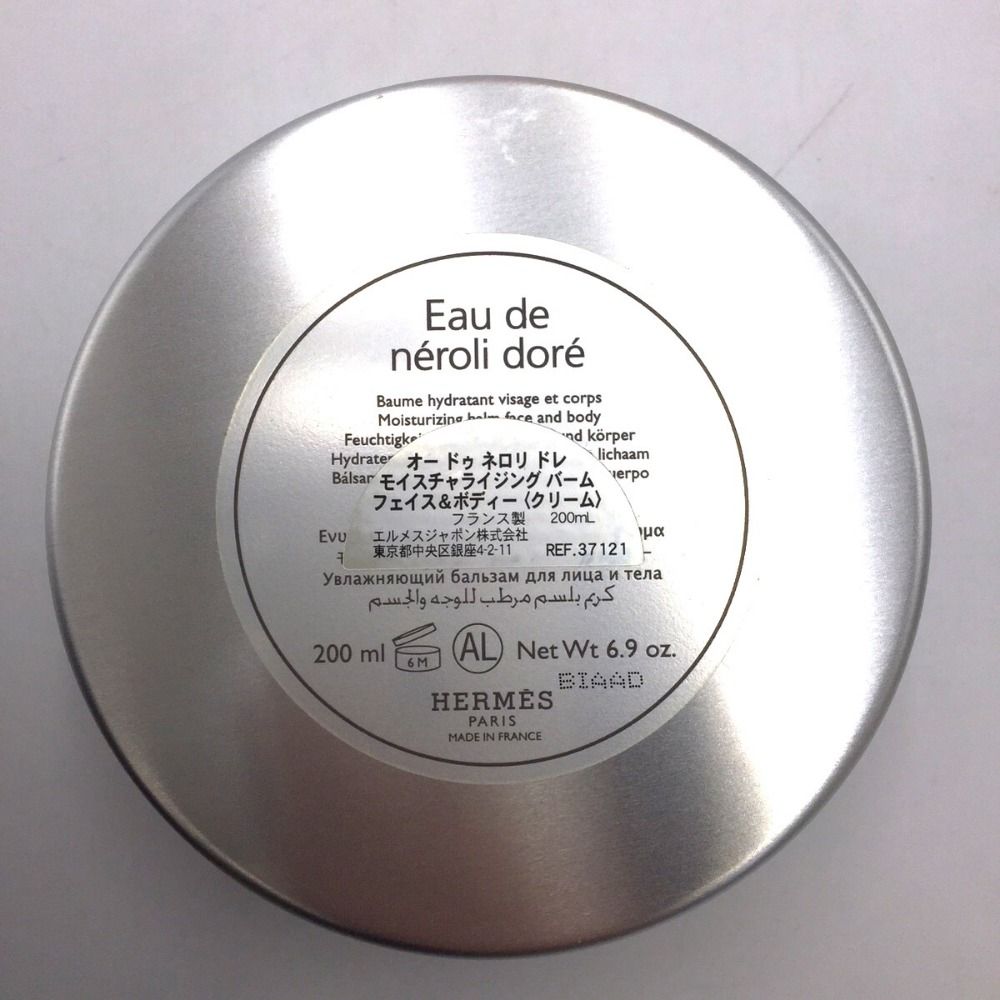 Eau de
néroli doré
Baume hydratant visage et corps
Moisturizing balm face and body
körper
lichaam
オー ドゥ ネロリ ドレ
モイスチャライジング バーム
フェイス&ボディー〈クリーム〉
フランス製 200mL
エルメスジャポン株式会社
東京都中央区銀座4-2-11 REF.37121
Увлажняющий бальзам для лица и тела
كريم بلسم مرطب للوجه والجسم
200 ml 6 M AL Net Wt 6.9 oz.
BIAAD
HERMÈS
PARIS
MADE IN FRANCE